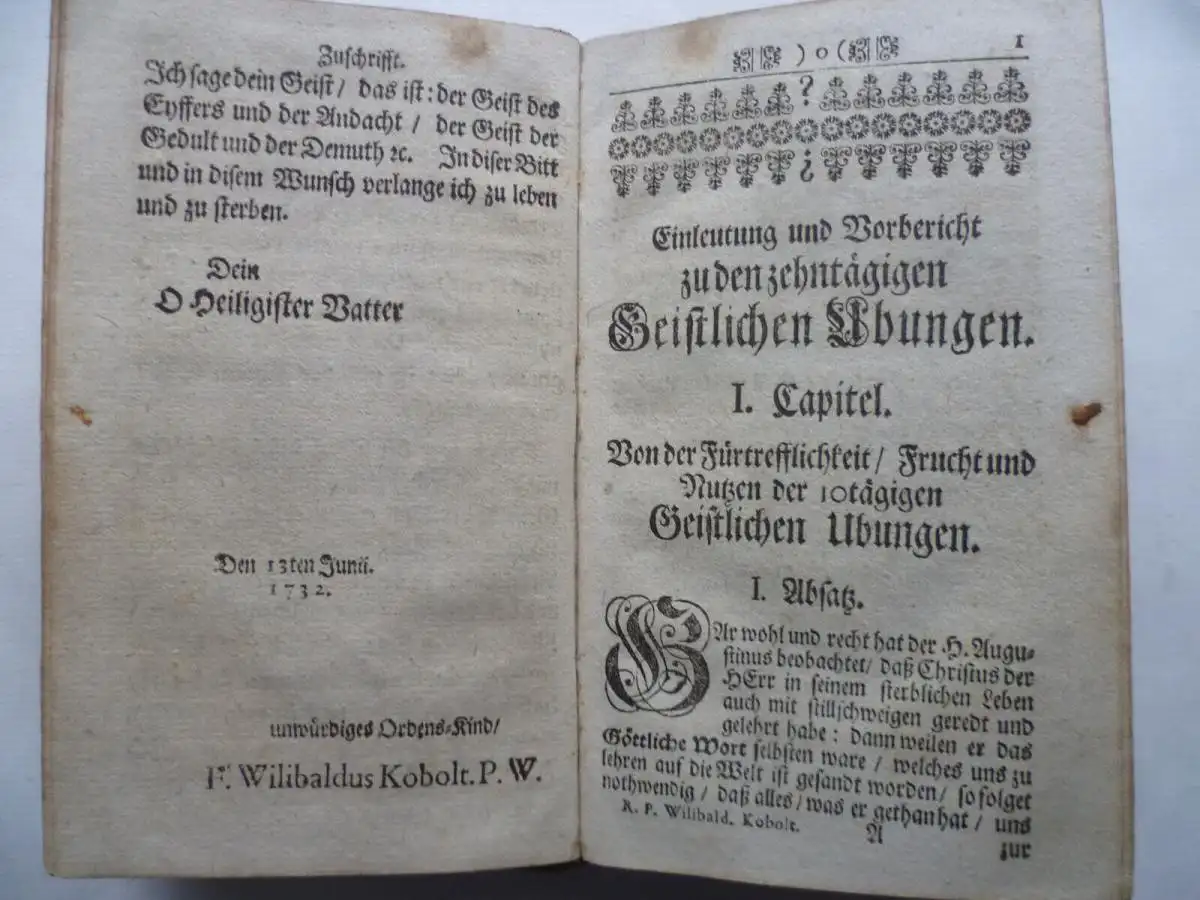 Zuschrifft.
Ich sage dein Geist / das ist: der Geist des
Eyffers und der Andacht / der Geist der
Gedult und der Demuth ꝛc. In diser Bitt
und in disem Wunsch verlange ich zu leben
und zu sterben.
Dein
O Heiligister Vatter
Den 13ten Junii.
1732.
unwürdiges Ordens-Kind/
F. Wilibaldus Kobolt. P. W.
) o (
1
Einleutung und Vorbericht
zu den zehntägigen
Geistlichen Ubungen.
I. Capitel.
Von der Fürtrefflichkeit / Frucht und
Nutzen der 10tägigen
Geistlichen Ubungen.
I. Absatz.
GAr wohl und recht hat der H. Augu-
stinus beobachtet / daß Christus der
HErr in seinem sterblichen Leben
auch mit stillschweigen geredt und
gelehrt habe: dann weilen er das
Göttliche Wort selbsten ware / welches uns zu
lehren auf die Welt ist gesandt worden / so folget
nothwendig / daß alles / was er gethan hat / uns
R. P. Wilibald. Kobolt.
A
zur